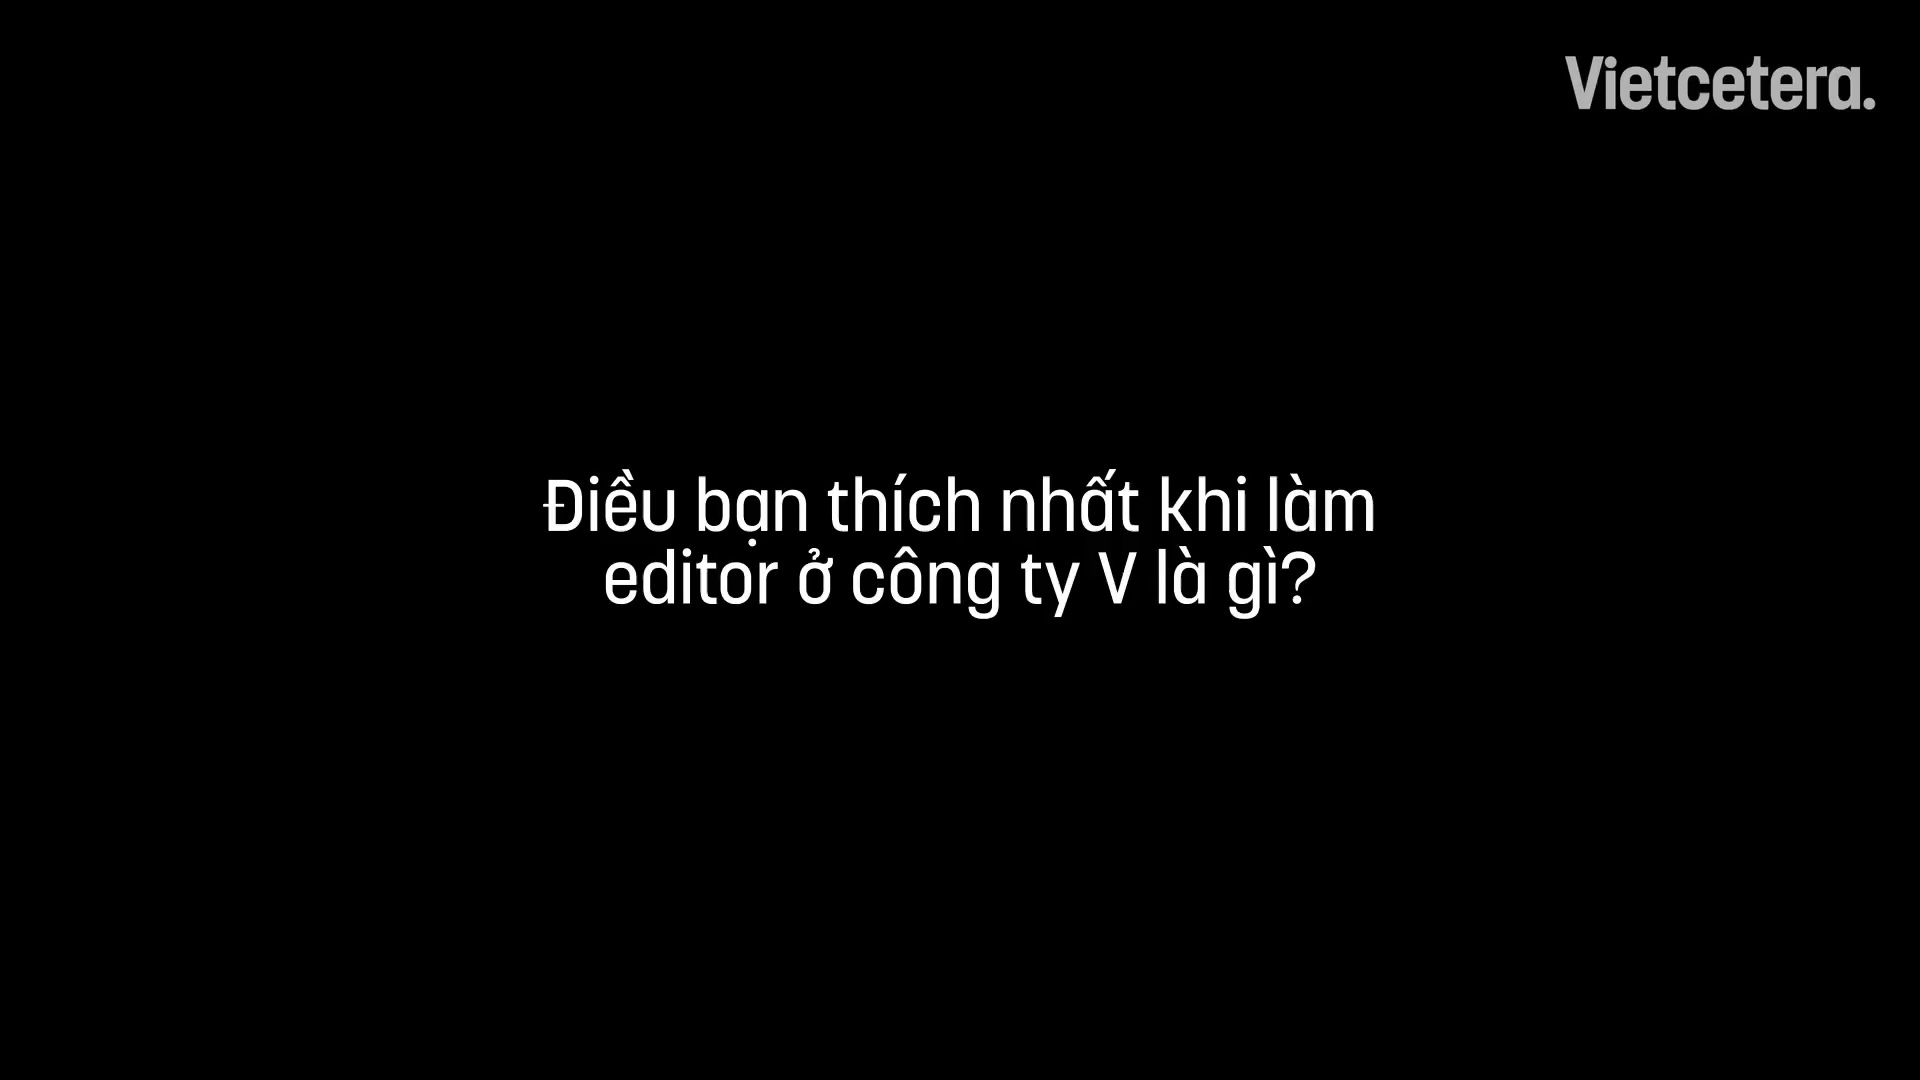 Vietcetera.
Điều bạn thích nhất khi làm
editor ở công ty V là gì?